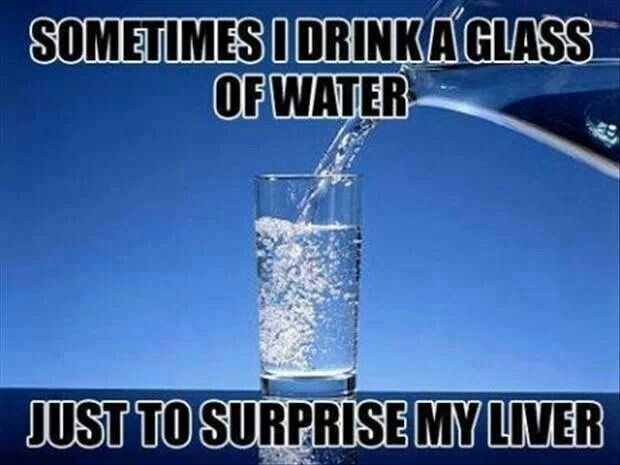 SOMETIMES I DRINK A GLASS
OF WATER
JUST TO SURPRISE MY LIVER